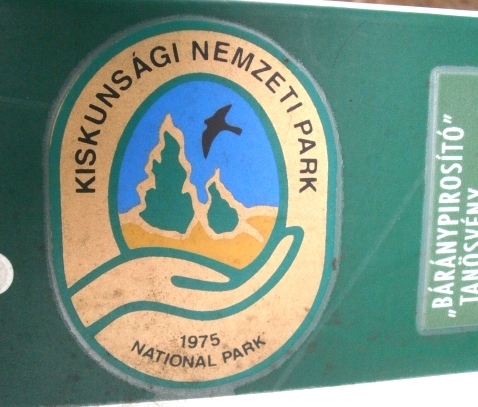 KISKUNSÁGI NEMZETI PARK
1975
NATIONAL PARK
„BÁRÁNYPIROSÍTÓ”
TANÖSVÉNY